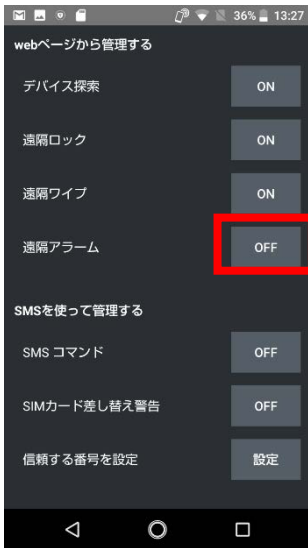 36% 13:27
webページから管理する
デバイス探索 ON
遠隔ロック ON
遠隔ワイプ ON
遠隔アラーム OFF
SMSを使って管理する
SMS コマンド OFF
SIMカード差し替え警告 OFF
信頼する番号を設定 設定